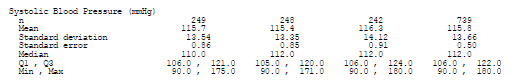 Systolic Blood Pressure (mmHg)
n 249 248 242 739
Mean 115.7 115.4 116.3 115.8
Standard deviation 13.54 13.35 14.12 13.66
Standard error 0.86 0.85 0.91 0.50
Median 110.0 112.0 112.0 112.0
Q1 , Q3 106.0 , 121.0 105.0 , 120.0 106.0 , 124.0 106.0 , 122.0
Min , Max 90.0 , 175.0 90.0 , 171.0 90.0 , 180.0 90.0 , 180.0